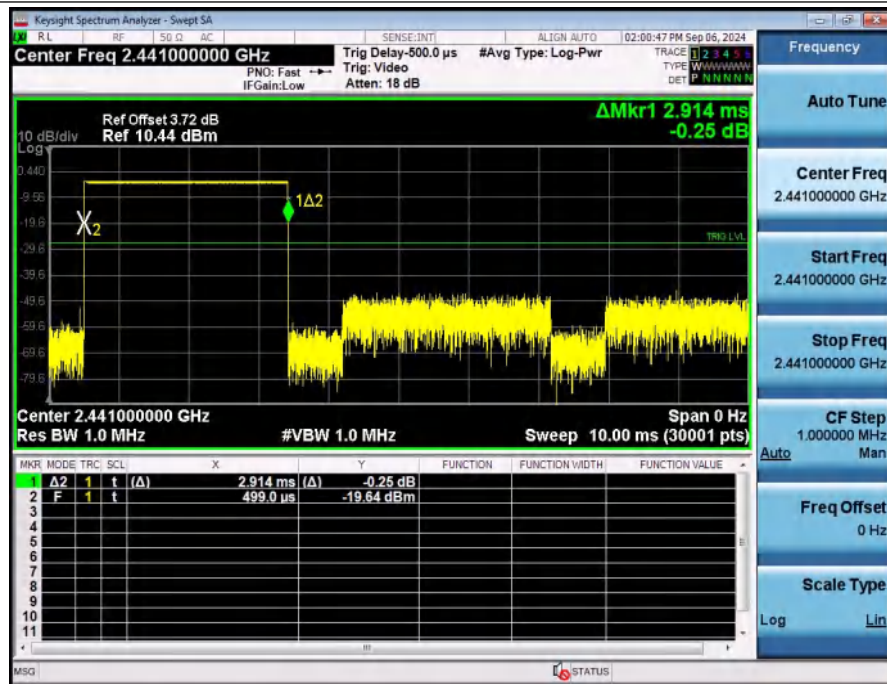 Keysight Spectrum Analyzer - Swept SA
RL RF 50 Ω AC SENSE:INT ALIGN AUTO 02:00:47 PM Sep 06, 2024
Center Freq 2.441000000 GHz
PNO: Fast
IFGain:Low
Trig Delay-500.0 µs
Trig: Video
Atten: 18 dB
#Avg Type: Log-Pwr
TRACE 1 2 3 4 5 6
TYPE WWWWWW
DET P N N N N N
Ref Offset 3.72 dB
10 dB/div Ref 10.44 dBm
Log
ΔMkr1 2.914 ms
-0.25 dB
0.440
-9.56
-19.6
-29.6
-39.6
-49.6
-59.6
-69.6
-79.6
X2
1Δ2
TRIG LVL
Center 2.441000000 GHz Span 0 Hz
Res BW 1.0 MHz #VBW 1.0 MHz Sweep 10.00 ms (30001 pts)
MKR MODE TRC SCL X Y FUNCTION FUNCTION WIDTH FUNCTION VALUE
1 Δ2 1 t (Δ) 2.914 ms (Δ) -0.25 dB
2 F 1 t 499.0 µs -19.64 dBm
3
4
5
6
7
8
9
10
11
MSG STATUS
Frequency
Auto Tune
Center Freq
2.441000000 GHz
Start Freq
2.441000000 GHz
Stop Freq
2.441000000 GHz
CF Step
1.000000 MHz
Auto Man
Freq Offset
0 Hz
Scale Type
Log Lin